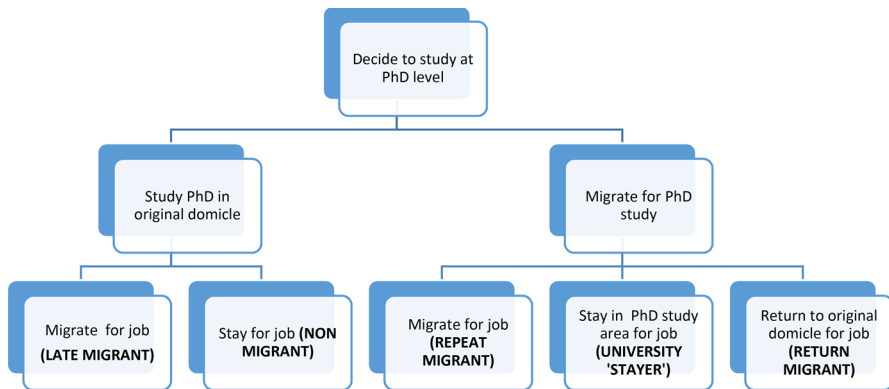 Decide to study at
PhD level
Study PhD in
original domicle
Migrate for PhD
study
Migrate for job
(LATE MIGRANT)
Stay for job (NON
MIGRANT)
Migrate for job
(REPEAT
MIGRANT)
Stay in PhD study
area for job
(UNIVERSITY
'STAYER')
Return to original
domicle for job
(RETURN
MIGRANT)